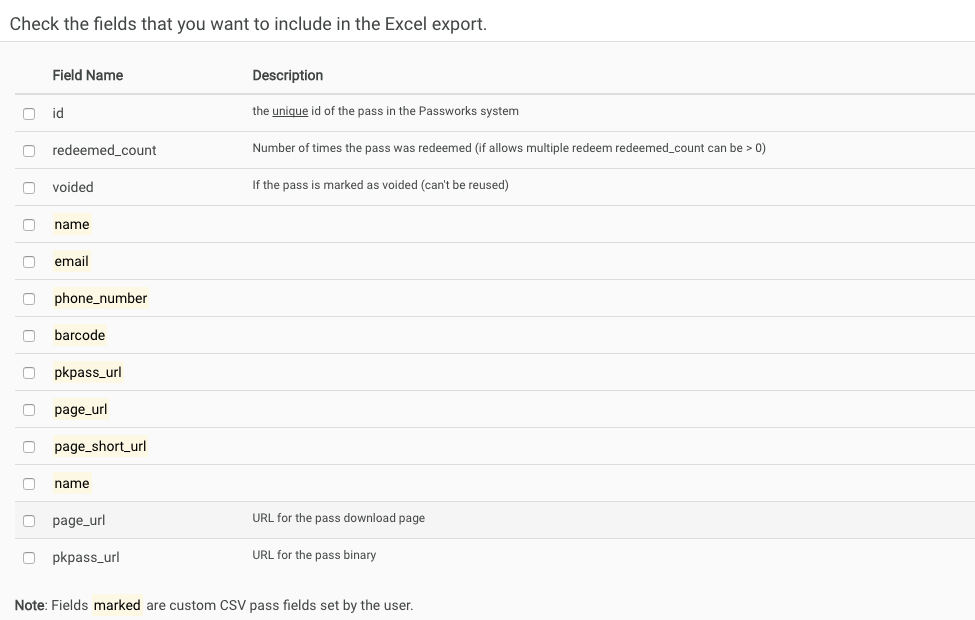 Check the fields that you want to include in the Excel export.
Field Name Description
id the unique id of the pass in the Passworks system
redeemed_count Number of times the pass was redeemed (if allows multiple redeem redeemed_count can be > 0)
voided If the pass is marked as voided (can't be reused)
name
email
phone_number
barcode
pkpass_url
page_url
page_short_url
name
page_url URL for the pass download page
pkpass_url URL for the pass binary
Note: Fields marked are custom CSV pass fields set by the user.